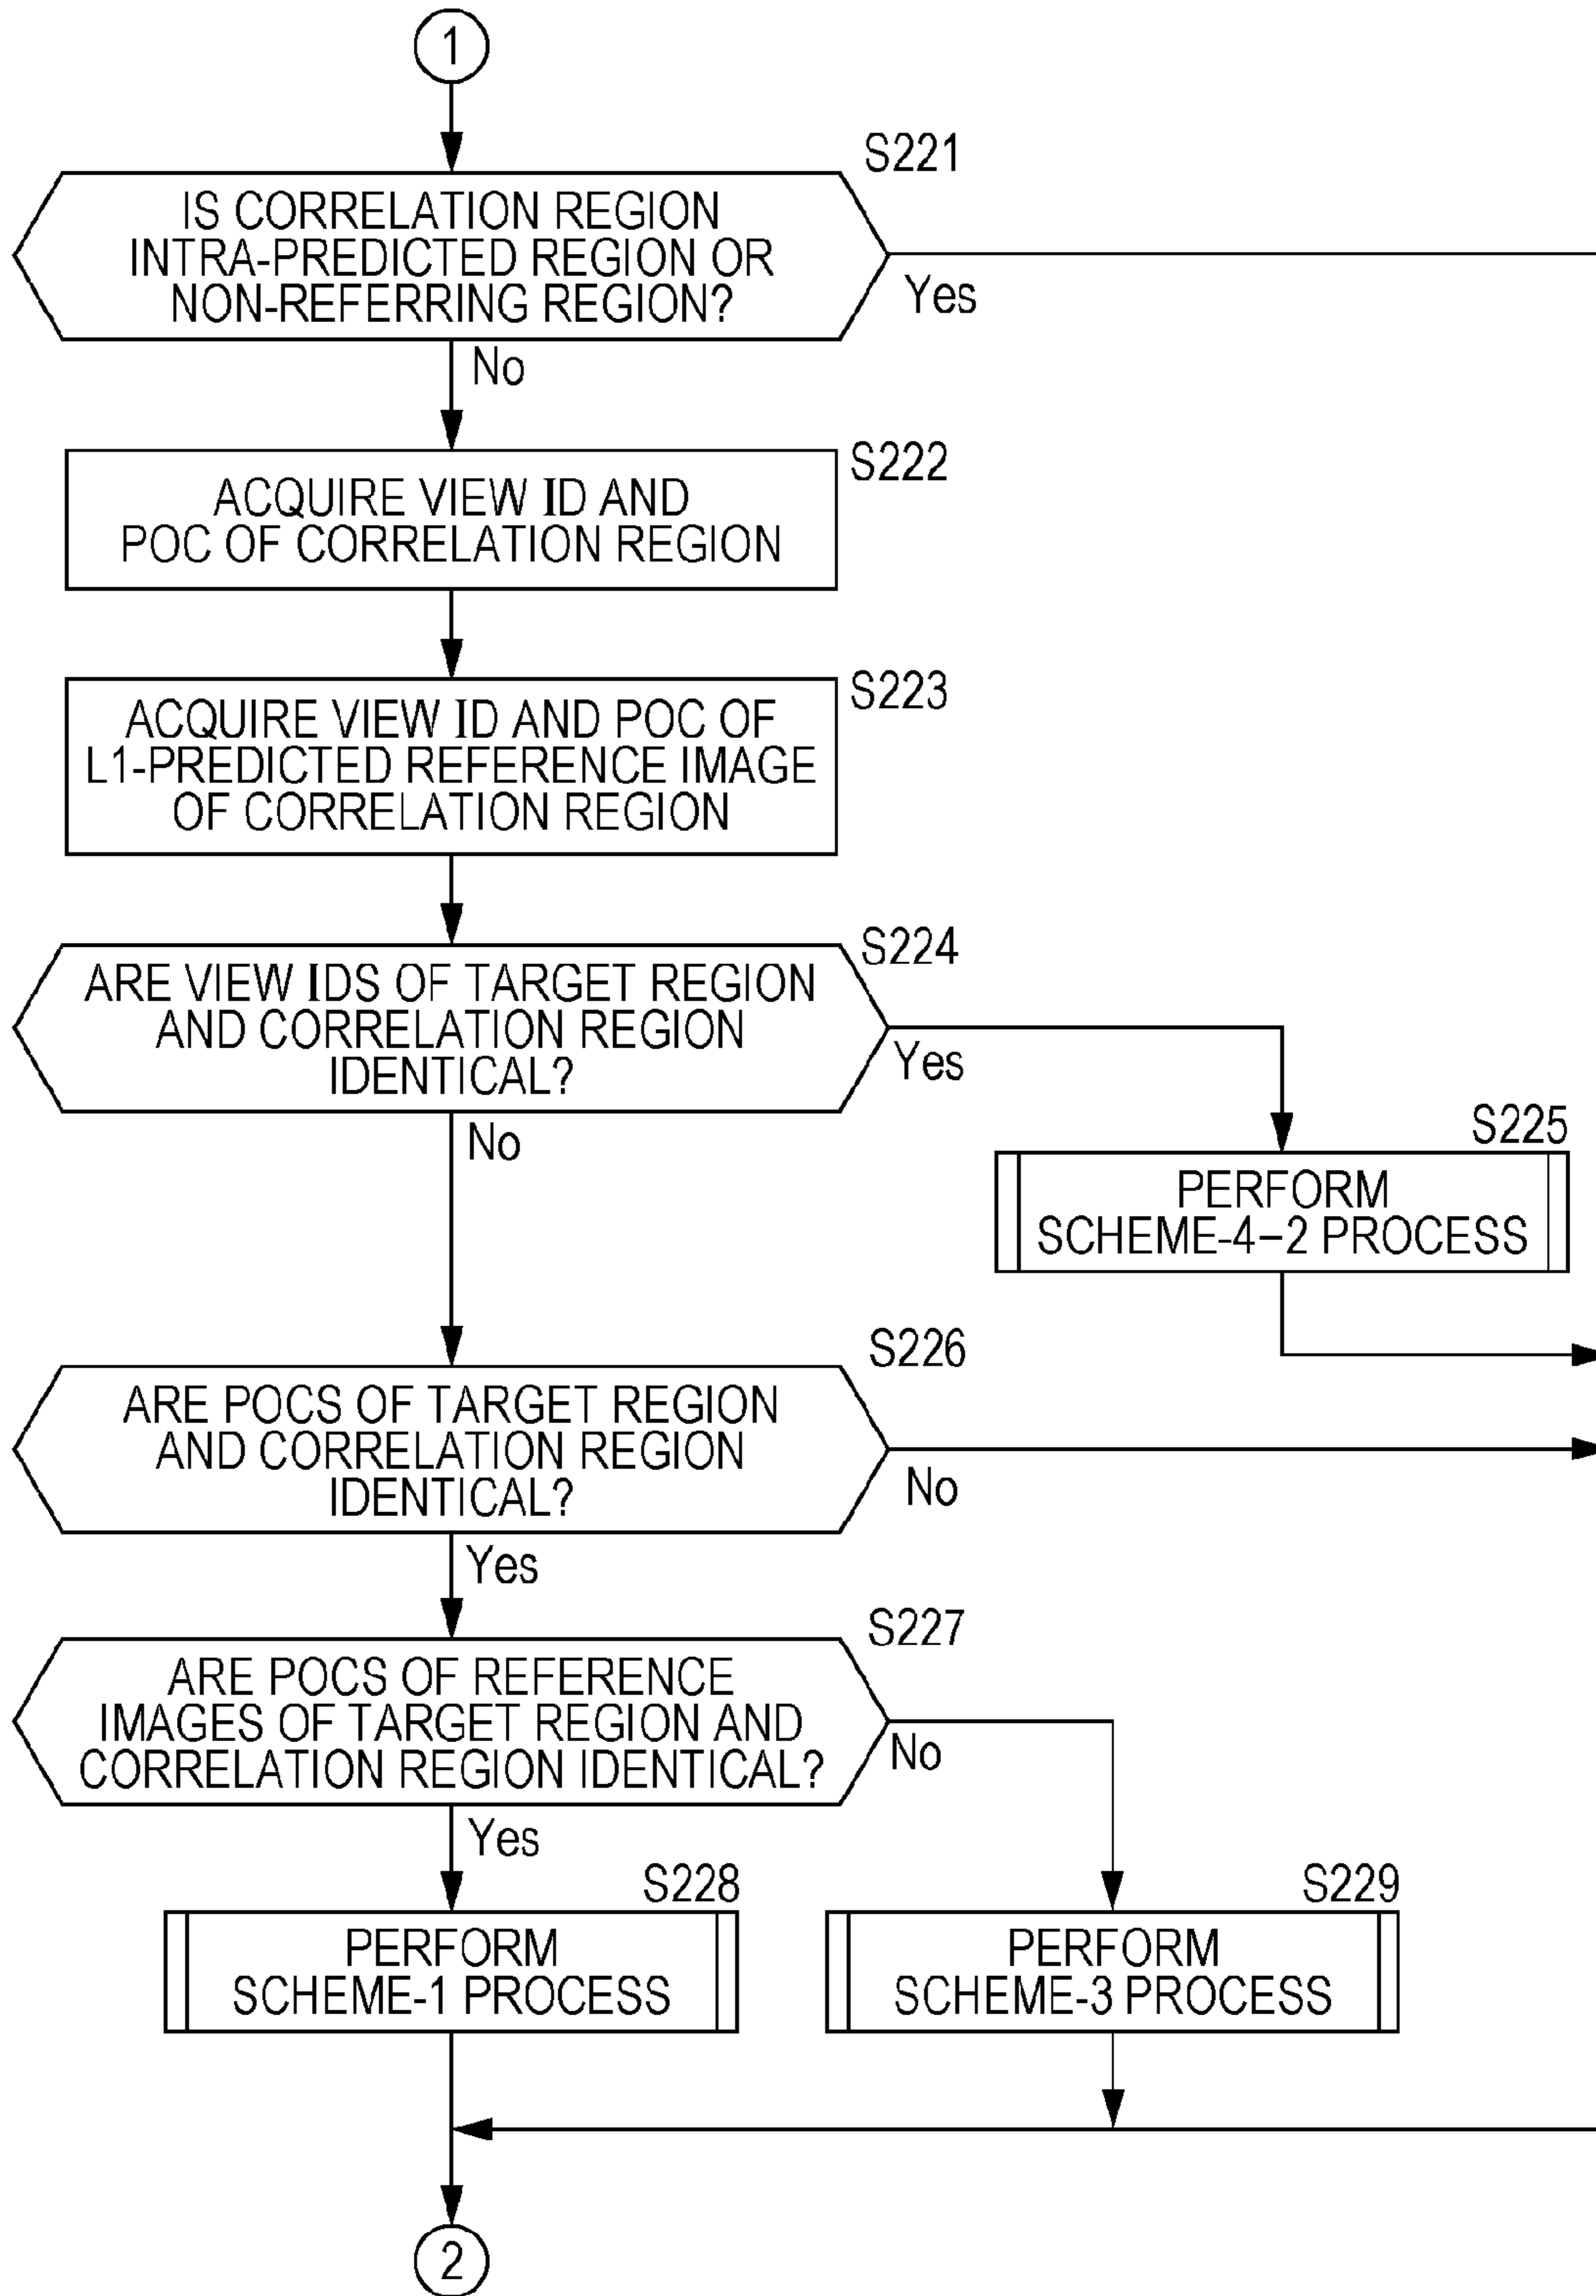 1
S221
IS CORRELATION REGION
INTRA-PREDICTED REGION OR
NON-REFERRING REGION?
Yes
No
S222
ACQUIRE VIEW ID AND
POC OF CORRELATION REGION
S223
ACQUIRE VIEW ID AND POC OF
L1-PREDICTED REFERENCE IMAGE
OF CORRELATION REGION
S224
ARE VIEW IDS OF TARGET REGION
AND CORRELATION REGION
IDENTICAL?
Yes
No
S225
PERFORM
SCHEME-4-2 PROCESS
S226
ARE POCS OF TARGET REGION
AND CORRELATION REGION
IDENTICAL?
No
Yes
S227
ARE POCS OF REFERENCE
IMAGES OF TARGET REGION AND
CORRELATION REGION IDENTICAL?
No
Yes
S228
PERFORM
SCHEME-1 PROCESS
S229
PERFORM
SCHEME-3 PROCESS
2